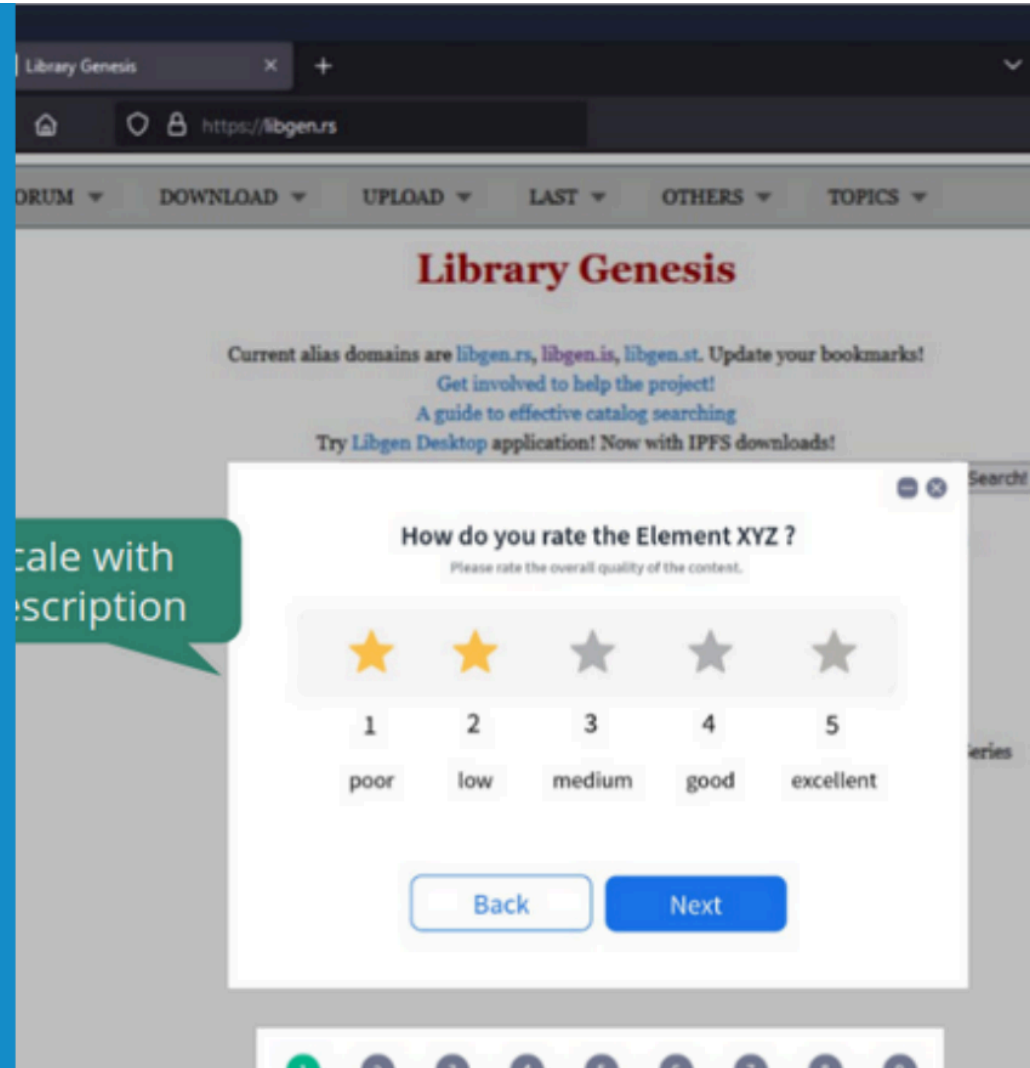 Library Genesis
https://libgen.rs
ORUM DOWNLOAD UPLOAD LAST OTHERS TOPICS
Library Genesis
Current alias domains are libgen.rs, libgen.is, libgen.st. Update your bookmarks!
Get involved to help the project!
A guide to effective catalog searching
Try Libgen Desktop application! Now with IPFS downloads!
Search!
cale with
escription
How do you rate the Element XYZ ?
Please rate the overall quality of the content.
1 2 3 4 5
poor low medium good excellent
eries
Back Next